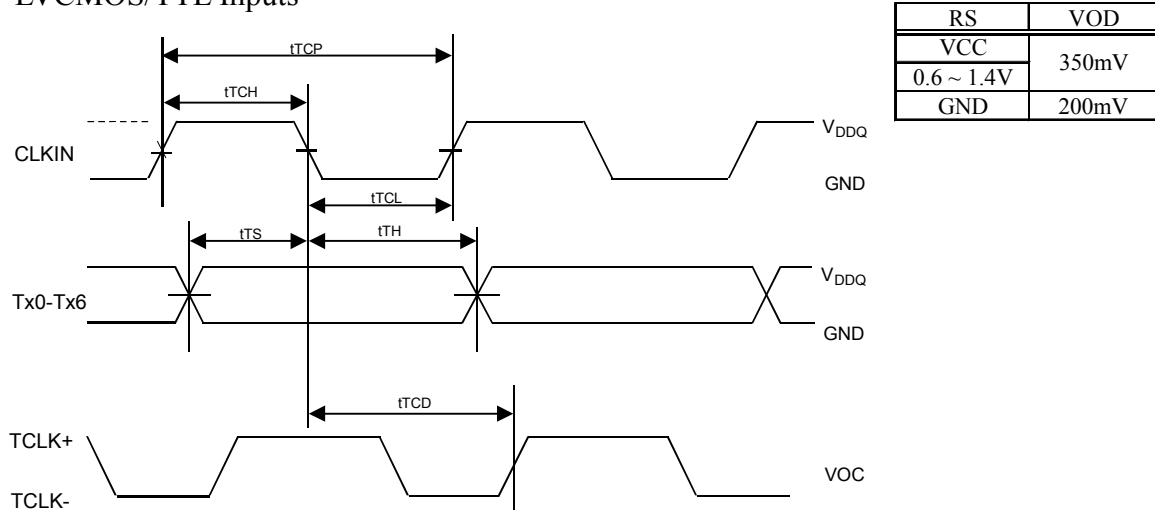 LVCMOS/TTL Inputs
RS VOD
VCC 350mV
0.6 ~ 1.4V
GND 200mV
tTCP
tTCH
CLKIN
VDDQ
GND
tTCL
tTS tTH
Tx0-Tx6
VDDQ
GND
tTCD
TCLK+
TCLK-
VOC